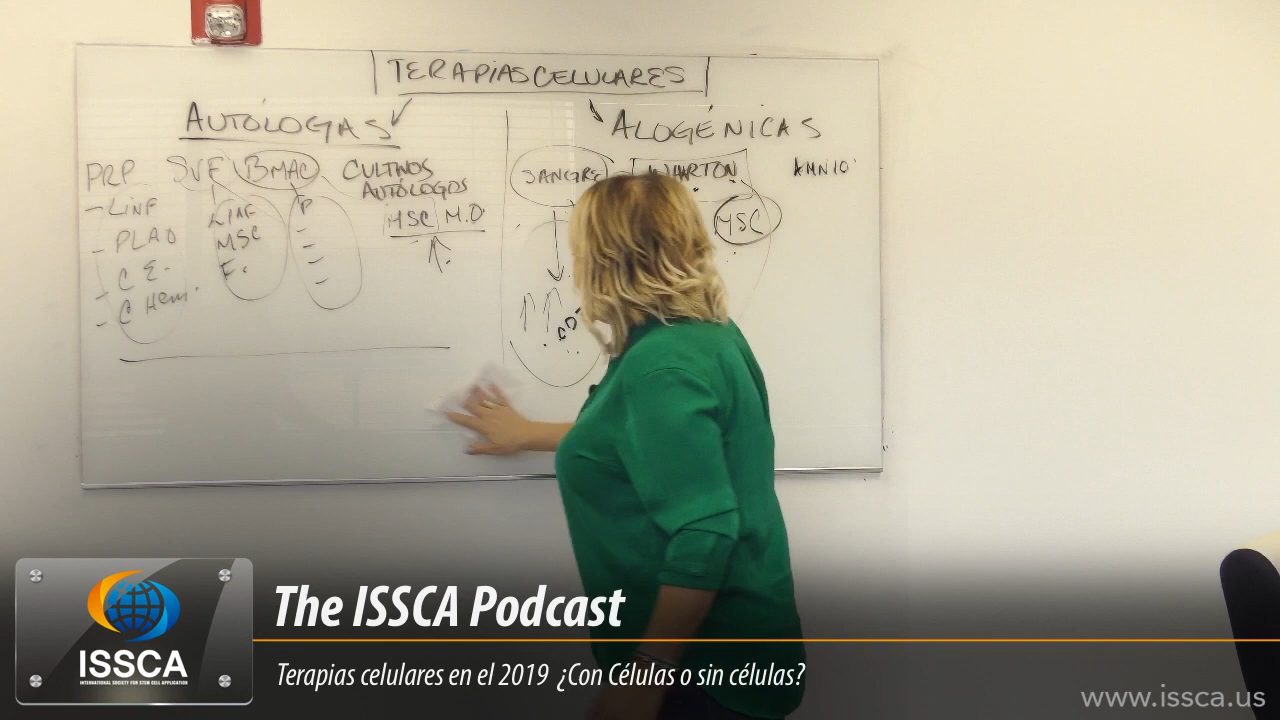 TERAPIAS CELULARES
AUTÓLOGAS
ALOGÉNICAS
PRP
SVF
BMAC
CULTIVOS
AUTÓLOGOS
SANGRE
WHARTON
AMNIO
- LINF
- PLAQ
- C E.
- C Hem.
LINF
MSC
F.
P
-
-
-
-
MSC M.O
MSC
The ISSCA Podcast
Terapias celulares en el 2019 ¿Con Células o sin células?
ISSCA
INTERNATIONAL SOCIETY FOR STEM CELL APPLICATION
www.issca.us